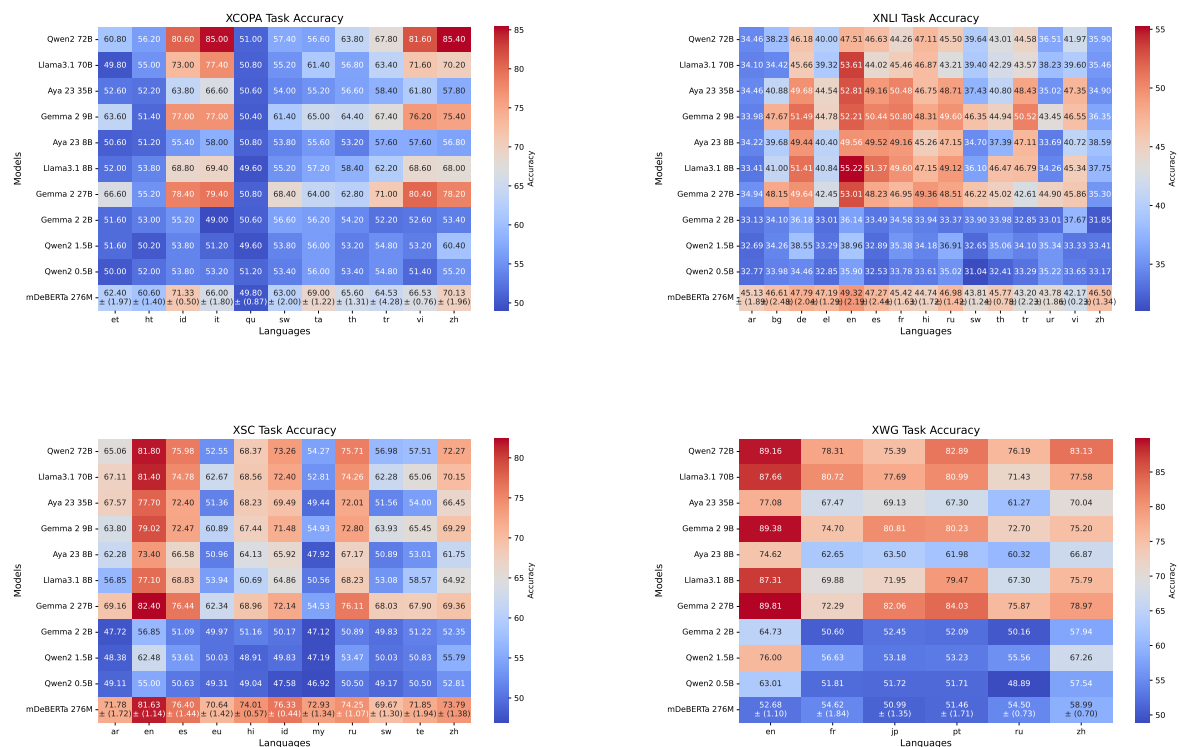 XCOPA Task Accuracy
Qwen2 72B 60.80 56.20 80.60 85.00 51.00 57.40 56.60 63.80 67.80 81.60 85.40
Llama3.1 70B 49.80 55.00 73.00 77.40 50.80 55.20 61.40 56.80 63.40 71.60 70.20
Aya 23 35B 52.60 52.20 63.80 66.60 50.60 54.00 55.20 56.60 58.40 61.80 57.80
Gemma 2 9B 63.60 51.40 77.00 77.00 50.40 61.40 65.00 64.40 67.40 76.20 75.40
Aya 23 8B 50.60 51.20 55.40 58.00 50.60 53.80 55.60 53.20 57.60 57.60 58.60
Llama3.1 8B 52.00 53.80 68.80 69.40 49.60 55.20 57.20 58.40 62.20 68.60 68.00
Gemma 2 27B 66.60 55.20 78.40 79.40 50.80 68.40 64.00 62.80 71.00 80.40 78.20
Gemma 2 2B 51.60 53.00 55.20 49.00 50.60 56.60 54.20 55.20 52.20 52.60 53.40
Qwen2 1.5B 51.60 50.20 53.80 51.20 49.60 53.20 56.00 53.20 54.80 53.20 60.40
Qwen2 0.5B 50.00 52.00 53.80 53.20 51.20 53.40 56.00 53.40 54.80 51.40 55.20
mDeBERTa 276M 62.40 60.60 71.33 66.00 49.80 63.00 69.00 65.60 64.53 66.53 70.13
± (1.97) ± (1.40) ± (0.50) ± (1.80) ± (0.87) ± (2.00) ± (1.22) ± (1.31) ± (4.28) ± (0.76) ± (1.96)
et ht id it qu sw ta th tr vi zh
Languages
Models
85
80
75
70
65
60
55
50
Accuracy
XNLI Task Accuracy
Qwen2 72B 34.46 38.23 46.18 40.00 47.51 46.63 44.26 47.11 45.50 39.64 43.01 44.58 36.51 41.97 35.90
Llama3.1 70B 34.10 34.42 45.66 39.32 53.61 44.02 45.46 46.87 43.21 39.40 42.29 43.57 38.23 39.60 35.46
Aya 23 35B 34.46 40.88 49.68 44.54 52.81 49.16 50.48 47.35 48.71 37.43 40.80 48.43 35.02 47.35 34.90
Gemma 2 9B 33.98 47.67 51.49 44.78 52.21 50.44 50.80 48.31 49.60 46.35 44.94 50.52 43.45 46.55 36.35
Aya 23 8B 34.22 39.68 49.44 40.40 49.56 49.52 49.16 45.26 47.15 34.70 37.39 47.11 33.69 40.72 38.59
Llama3.1 8B 33.41 41.00 51.41 40.84 55.22 48.63 49.60 47.15 49.12 36.10 46.47 46.79 34.26 45.34 37.75
Gemma 2 27B 34.94 48.15 49.64 42.45 53.01 48.23 46.95 49.36 48.51 46.22 45.02 42.61 44.90 45.86 35.30
Gemma 2 2B 33.13 34.10 36.18 33.01 36.14 33.49 34.58 33.94 34.37 33.90 33.98 32.85 33.01 37.67 31.85
Qwen2 1.5B 32.69 34.26 38.55 33.29 38.96 32.89 35.38 34.18 36.91 32.65 35.06 34.10 35.34 33.33 33.41
Qwen2 0.5B 32.77 33.98 34.46 32.81 35.90 32.53 33.78 33.61 35.02 31.04 32.41 33.29 35.22 33.65 33.17
mDeBERTa 276M 45.13 46.61 47.79 47.19 49.32 47.27 45.42 44.74 46.98 43.81 45.77 43.20 43.78 42.17 46.50
ar bg de el en es fr hi ru sw th tr ur vi zh
Languages
Models
55
50
45
40
35
Accuracy
XSC Task Accuracy
Qwen2 72B 65.06 81.80 75.98 52.55 68.37 73.26 54.27 75.71 56.98 57.51 72.27
Llama3.1 70B 67.11 81.40 74.78 62.67 68.56 72.40 52.81 74.26 62.28 65.06 70.15
Aya 23 35B 67.57 77.70 72.40 51.36 68.23 69.49 49.44 72.01 51.56 54.00 66.45
Gemma 2 9B 63.80 79.02 72.47 60.89 67.44 71.48 54.93 72.80 63.93 65.45 69.29
Aya 23 8B 62.28 73.40 66.58 50.96 64.13 65.92 47.92 67.17 50.89 53.01 61.75
Llama3.1 8B 56.85 77.10 68.83 53.94 60.69 64.86 50.56 68.23 53.08 58.57 64.92
Gemma 2 27B 69.16 82.40 76.44 62.34 68.96 72.14 54.53 76.11 68.03 67.90 69.36
Gemma 2 2B 47.72 56.85 51.09 49.97 51.16 50.17 47.12 50.89 49.83 51.22 52.35
Qwen2 1.5B 48.38 62.48 53.61 50.03 48.91 49.83 47.19 53.47 50.03 50.83 55.79
Qwen2 0.5B 49.11 55.00 50.63 49.31 49.04 47.58 46.92 50.69 49.17 50.50 52.81
mDeBERTa 276M 71.78 81.63 76.40 70.64 74.01 76.33 72.93 74.25 69.67 71.85 73.79
± (1.72) ± (1.14) ± (1.44) ± (1.42) ± (0.57) ± (0.44) ± (1.34) ± (1.07) ± (1.30) ± (1.94) ± (1.38)
ar en es eu hi id my ru sw te zh
Languages
Models
80
75
70
65
60
55
50
Accuracy
XWG Task Accuracy
Qwen2 72B 89.16 78.31 75.39 82.89 76.19 83.13
Llama3.1 70B 87.66 80.72 77.69 80.99 71.43 77.58
Aya 23 35B 77.08 67.47 69.13 67.30 61.27 70.04
Gemma 2 9B 89.38 74.70 80.81 80.23 72.70 75.20
Aya 23 8B 74.62 62.65 63.50 61.98 60.32 66.87
Llama3.1 8B 87.31 69.88 71.95 79.47 67.30 75.79
Gemma 2 27B 89.81 72.29 82.06 84.03 75.87 78.97
Gemma 2 2B 64.73 50.60 52.45 52.09 50.16 57.94
Qwen2 1.5B 76.00 56.63 53.18 53.23 55.56 67.26
Qwen2 0.5B 63.01 51.81 52.72 51.71 48.89 57.54
mDeBERTa 276M 52.68 54.62 50.99 51.46 54.50 58.99
± (1.10) ± (1.84) ± (1.35) ± (1.71) ± (0.73) ± (0.70)
en fr jp pt ru zh
Languages
Models
85
80
75
70
65
60
55
50
Accuracy